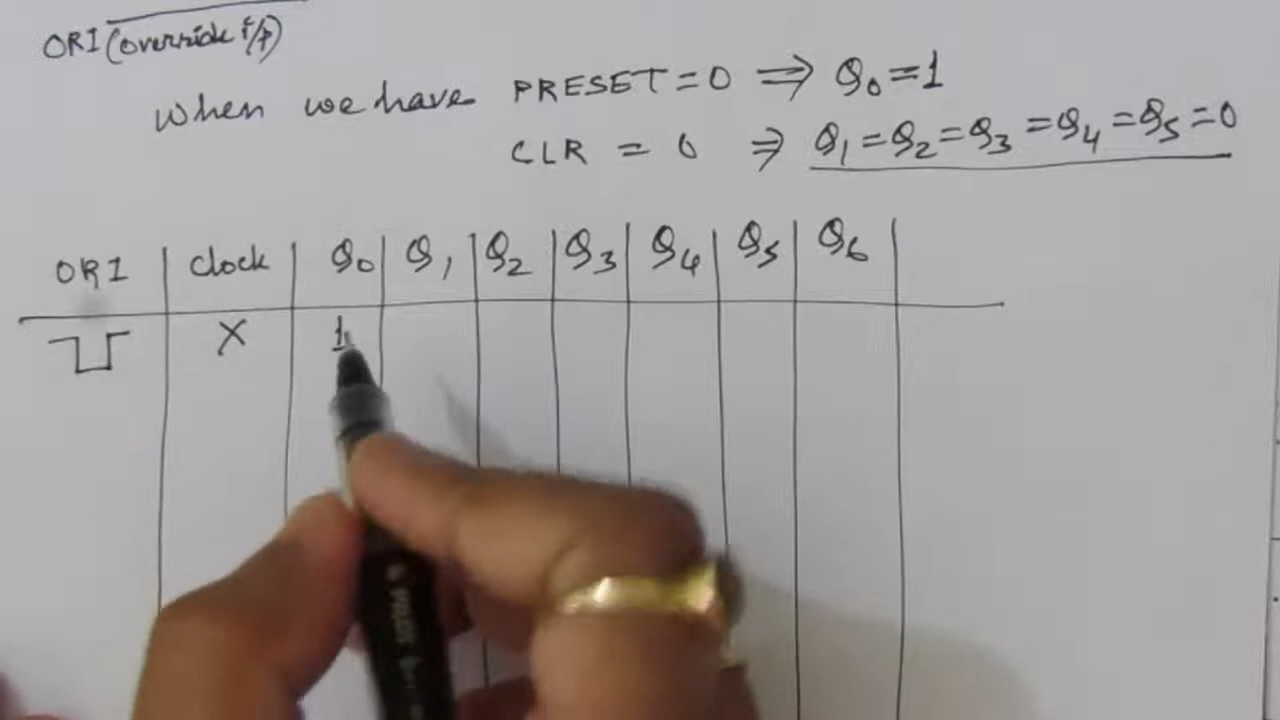 ORI (override i/p)
when we have PRESET = 0 ⇒ Q0 = 1
CLR = 0 ⇒ Q1 = Q2 = Q3 = Q4 = Q5 = 0
ORI clock Q0 Q1 Q2 Q3 Q4 Q5 Q6
X 1